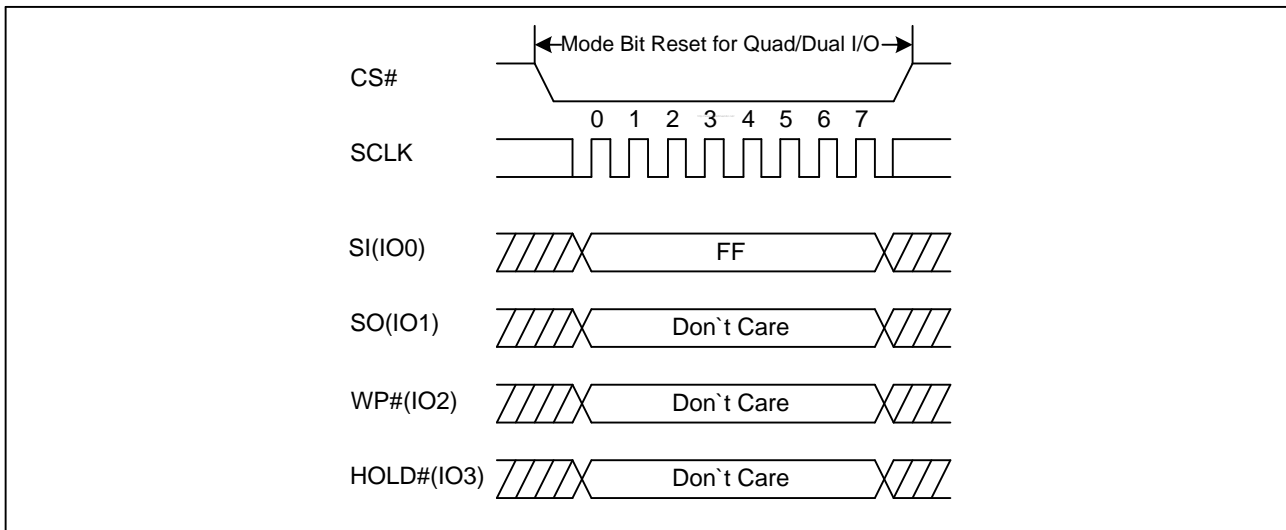 Mode Bit Reset for Quad/Dual I/O
CS#
0 1 2 3 4 5 6 7
SCLK
SI(IO0) FF
SO(IO1) Don`t Care
WP#(IO2) Don`t Care
HOLD#(IO3) Don`t Care